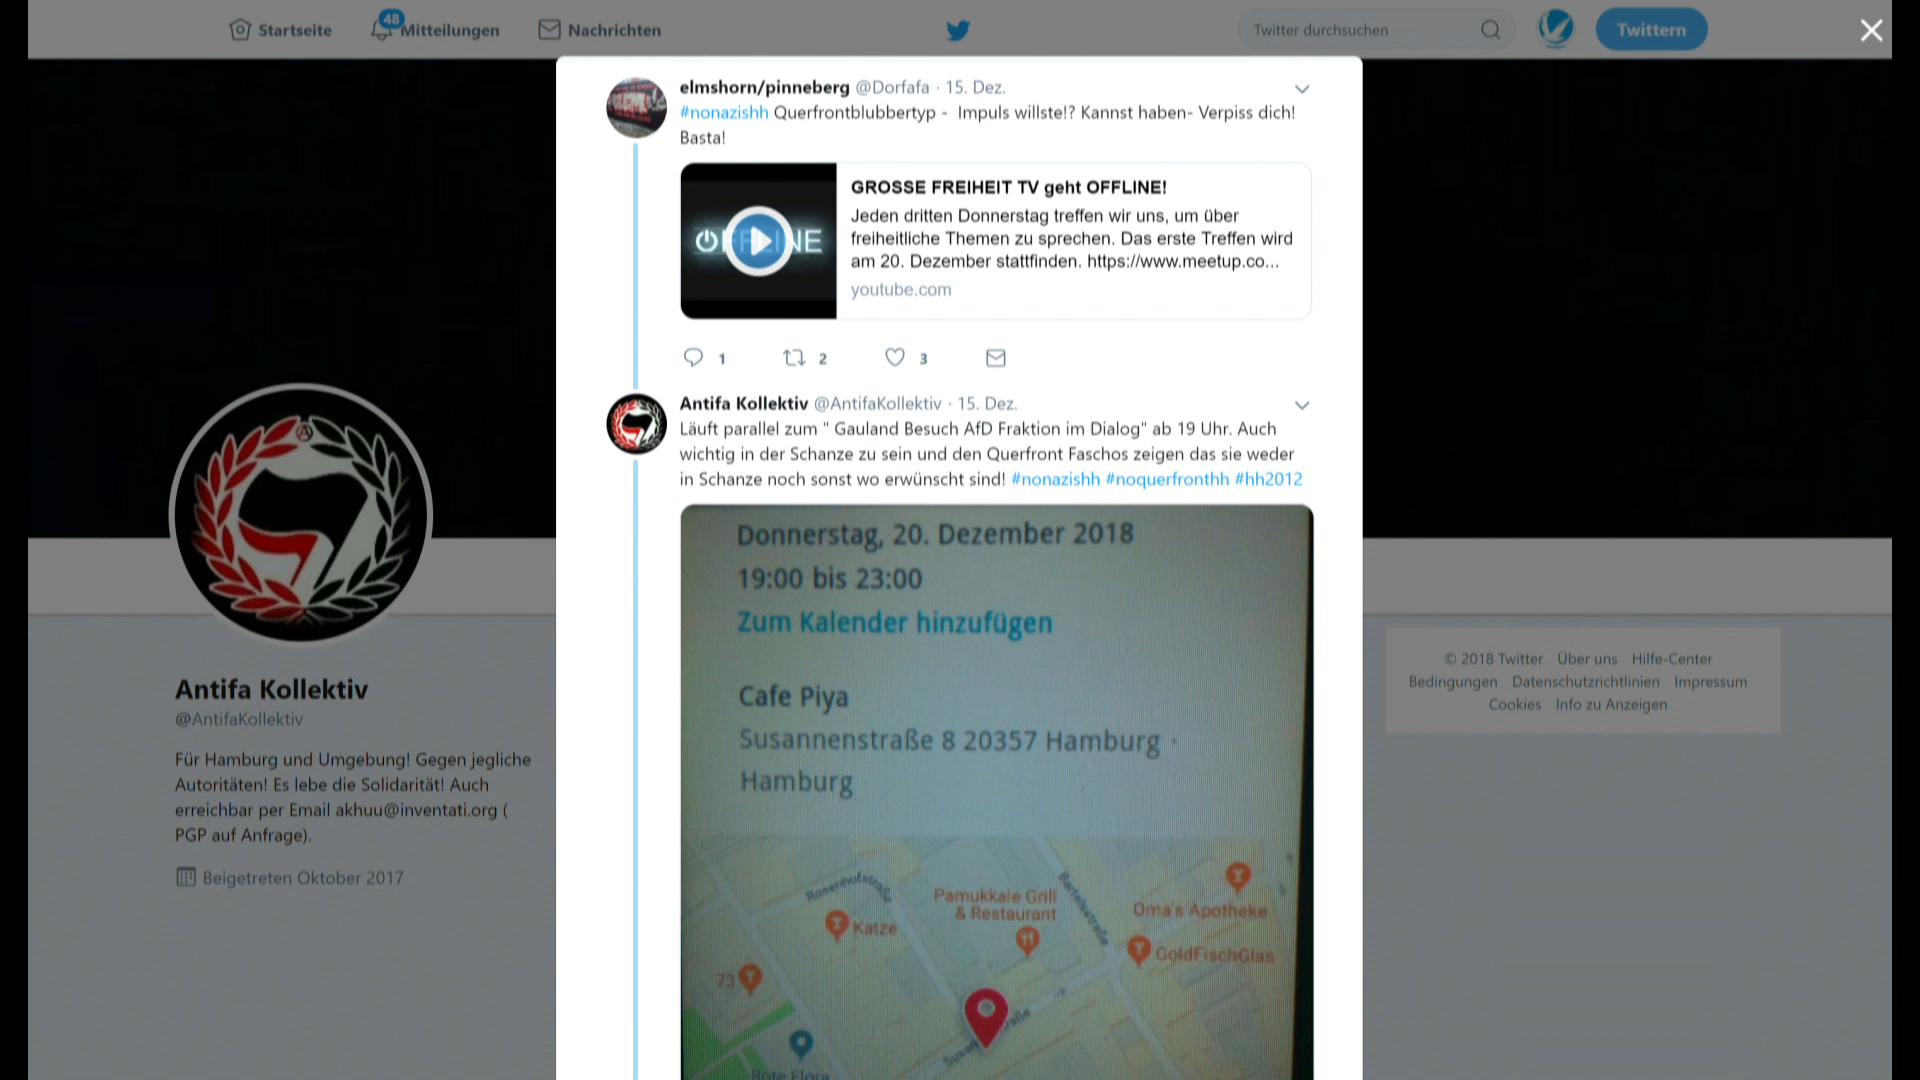 Startseite
48
Mitteilungen
Nachrichten
Twitter durchsuchen
Twittern
elmshorn/pinneberg @Dorfafa · 15. Dez.
#nonazishh Querfrontblubbertyp - Impuls willste!? Kannst haben- Verpiss dich!
Basta!
OFFLINE
GROSSE FREIHEIT TV geht OFFLINE!
Jeden dritten Donnerstag treffen wir uns, um über
freiheitliche Themen zu sprechen. Das erste Treffen wird
am 20. Dezember stattfinden. https://www.meetup.co...
youtube.com
1 2 3
Antifa Kollektiv @AntifaKollektiv · 15. Dez.
Läuft parallel zum " Gauland Besuch AfD Fraktion im Dialog" ab 19 Uhr. Auch
wichtig in der Schanze zu sein und den Querfront Faschos zeigen das sie weder
in Schanze noch sonst wo erwünscht sind! #nonazishh #noquerfronthh #hh2012
Donnerstag, 20. Dezember 2018
19:00 bis 23:00
Zum Kalender hinzufügen
Cafe Piya
Susannenstraße 8 20357 Hamburg ·
Hamburg
Rosenhofstraße
Bartelsstraße
Pamukkale Grill
& Restaurant
Katze
Oma's Apotheke
GoldFischGlas
73
Rote Flora
Antifa Kollektiv
@AntifaKollektiv
Für Hamburg und Umgebung! Gegen jegliche
Autoritäten! Es lebe die Solidarität! Auch
erreichbar per Email akhuu@inventati.org (
PGP auf Anfrage).
Beigetreten Oktober 2017
© 2018 Twitter Über uns Hilfe-Center
Bedingungen Datenschutzrichtlinien Impressum
Cookies Info zu Anzeigen